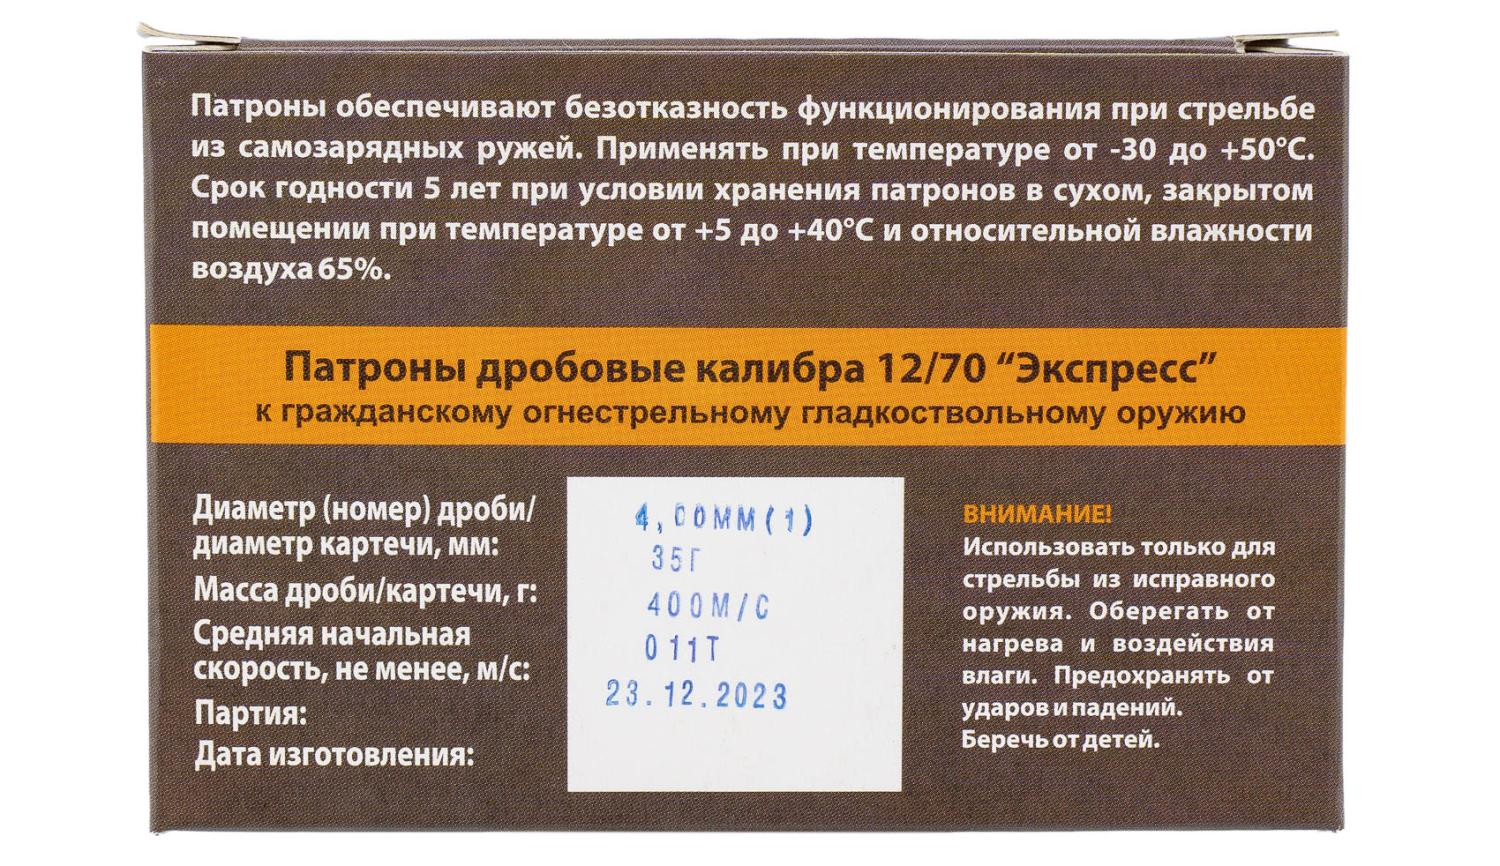 Патроны обеспечивают безотказность функционирования при стрельбе
из самозарядных ружей. Применять при температуре от -30 до +50°С.
Срок годности 5 лет при условии хранения патронов в сухом, закрытом
помещении при температуре от +5 до +40°С и относительной влажности
воздуха 65%.
Патроны дробовые калибра 12/70 “Экспресс”
к гражданскому огнестрельному гладкоствольному оружию
Диаметр (номер) дроби/
диаметр картечи, мм:
Масса дроби/картечи, г:
Средняя начальная
скорость, не менее, м/с:
Партия:
Дата изготовления:
4,00ММ(1)
35Г
400М/С
011Т
23.12.2023
ВНИМАНИЕ!
Использовать только для
стрельбы из исправного
оружия. Оберегать от
нагрева и воздействия
влаги. Предохранять от
ударов и падений.
Беречь от детей.